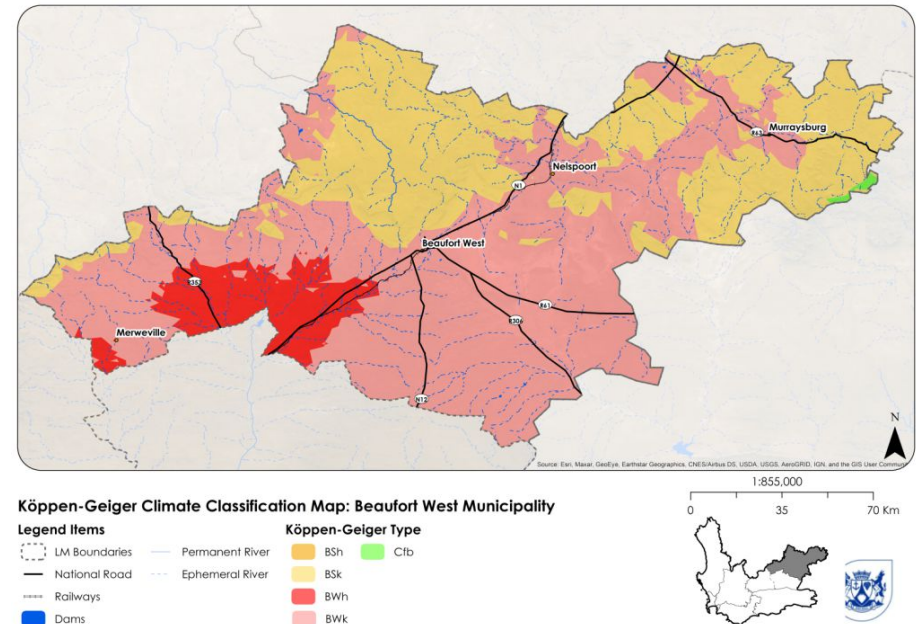 Murraysburg
R63
Nelspoort
N1
Beaufort West
R61
R306
Merweville
N12
N
Source: Esri, Maxar, GeoEye, Earthstar Geographics, CNES/Airbus DS, USDA, USGS, AeroGRID, IGN, and the GIS User
1:855,000
0 35 70 Km
Köppen-Geiger Climate Classification Map: Beaufort West Municipality
Legend Items
LM Boundaries
National Road
Railways
Dams
Permanent River
Ephemeral River
Köppen-Geiger Type
BSh
BSk
BWh
BWk
Cfb